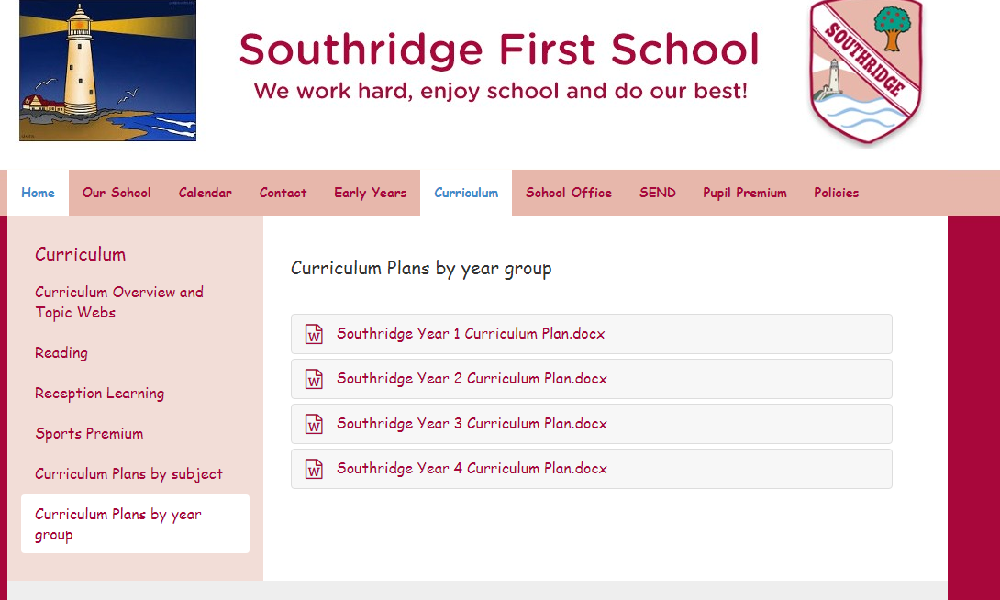 Southridge First School
We work hard, enjoy school and do our best!
SOUTHRIDGE
Home Our School Calendar Contact Early Years Curriculum School Office SEND Pupil Premium Policies
Curriculum
Curriculum Overview and
Topic Webs
Reading
Reception Learning
Sports Premium
Curriculum Plans by subject
Curriculum Plans by year
group
Curriculum Plans by year group
W Southridge Year 1 Curriculum Plan.docx
W Southridge Year 2 Curriculum Plan.docx
W Southridge Year 3 Curriculum Plan.docx
W Southridge Year 4 Curriculum Plan.docx